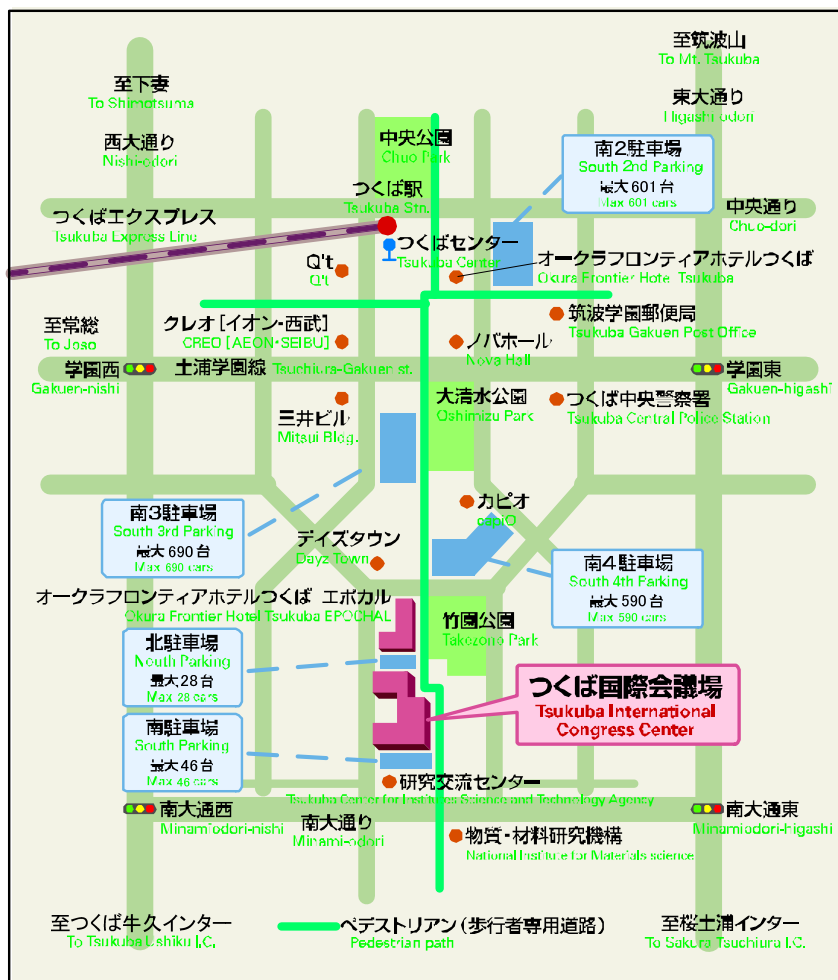 至筑波山
To Mt. Tsukuba
至下妻
To Shimotsuma
東大通り
Higashi-odori
西大通り
Nishi-odori
中央公園
Chuo Park
南2駐車場
South 2nd Parking
最大601台
Max 601 cars
つくば駅
Tsukuba Stn.
つくばエクスプレス
Tsukuba Express Line
中央通り
Chuo-dori
つくばセンター
Tsukuba Center
Q't
Q't
オークラフロンティアホテルつくば
Okura Frontier Hotel Tsukuba
至常総
To Joso
クレオ[イオン・西武]
CREO [AEON・SEIBU]
ノバホール
Nova Hall
筑波学園郵便局
Tsukuba Gakuen Post Office
学園西
Gakuen-nishi
土浦学園線 Tsuchiura-Gakuen st.
学園東
Gakuen-higashi
三井ビル
Mitsui Bldg.
大清水公園
Oshimizu Park
つくば中央警察署
Tsukuba Central Police Station
南3駐車場
South 3rd Parking
最大690台
Max 690 cars
カピオ
capiO
デイズタウン
Dayz Town
南4駐車場
South 4th Parking
最大590台
Max 590 cars
オークラフロンティアホテルつくば エポカル
Okura Frontier Hotel Tsukuba EPOCHAL
竹園公園
Takezono Park
北駐車場
North Parking
最大28台
Max 28 cars
つくば国際会議場
Tsukuba International
Congress Center
南駐車場
South Parking
最大46台
Max 46 cars
研究交流センター
Tsukuba Center for Institutes Science and Technology Agency
南大通西
Minamiodori-nishi
南大通り
Minami-odori
南大通東
Minamiodori-higashi
物質・材料研究機構
National Institute for Materials science
至つくば牛久インター
To Tsukuba Ushiku I.C.
ペデストリアン(歩行者専用道路)
Pedestrian path
至桜土浦インター
To Sakura Tsuchiura I.C.